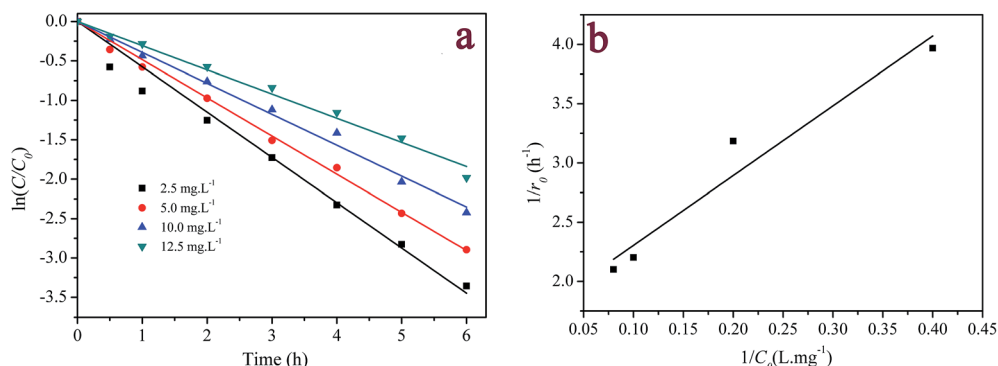 a
0.0
-0.5
-1.0
-1.5
-2.0
-2.5
-3.0
-3.5
ln(C/C₀)
2.5 mg.L⁻¹
5.0 mg.L⁻¹
10.0 mg.L⁻¹
12.5 mg.L⁻¹
0 1 2 3 4 5 6
Time (h)
b
4.0
3.5
3.0
2.5
2.0
1/r₀ (h⁻¹)
0.05 0.10 0.15 0.20 0.25 0.30 0.35 0.40 0.45
1/C₀(L.mg⁻¹)